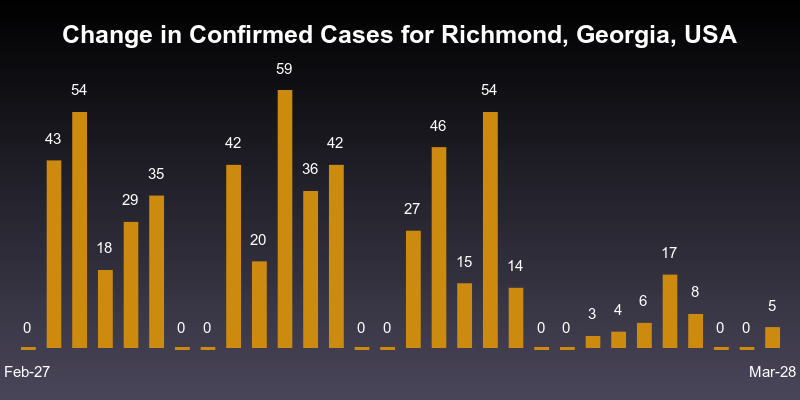 Change in Confirmed Cases for Richmond, Georgia, USA
0 43 54 18 29 35 0 0 42 20 59 36 42 0 0 27 46 15 54 14 0 0 3 4 6 17 8 0 0 5
Feb-27 Mar-28